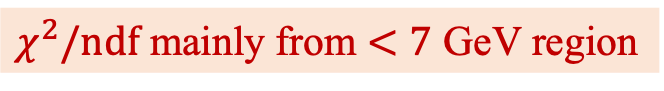 χ²/ndf mainly from < 7 GeV region